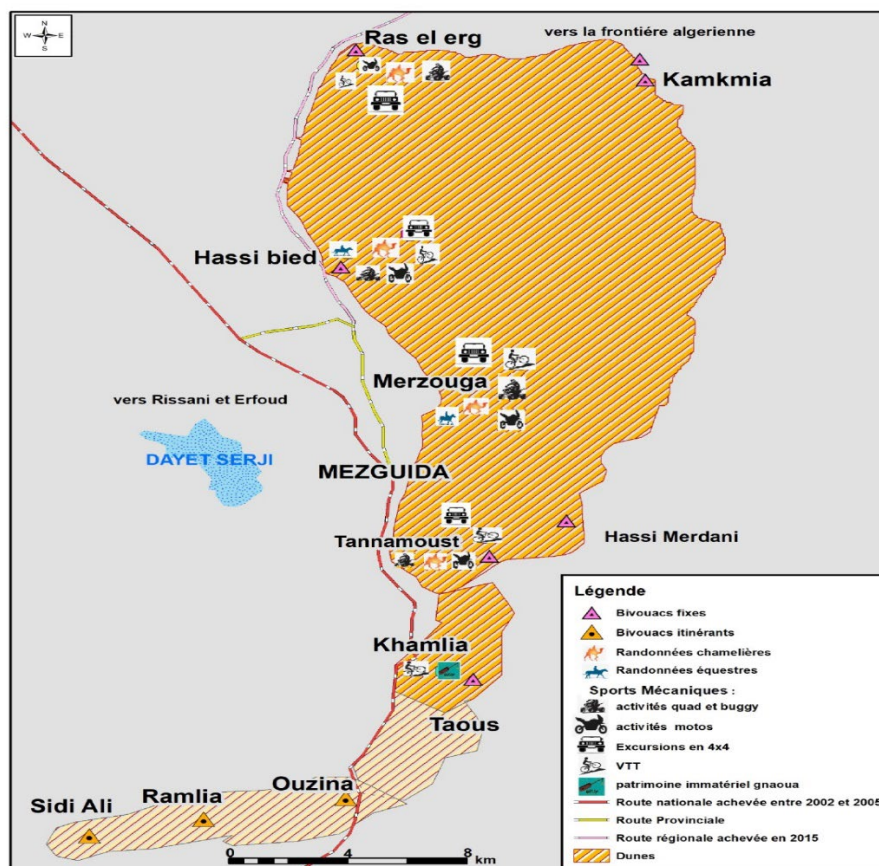 N
W E
S
Ras el erg
vers la frontiére algerienne
Kamkmia
Hassi bied
Merzouga
vers Rissani et Erfoud
DAYET SERJI
MEZGUIDA
Tannamoust
Hassi Merdani
Khamlia
Taous
Ouzina
Ramlia
Sidi Ali
0 4 8
km
Légende
Bivouacs fixes
Bivouacs itinérants
Randonnées chamelières
Randonnées équestres
Sports Mécaniques :
activités quad et buggy
activités motos
Excursions en 4x4
VTT
patrimoine immatériel gnaoua
Route nationale achevée entre 2002 et 2005
Route Provinciale
Route régionale achevée en 2015
Dunes